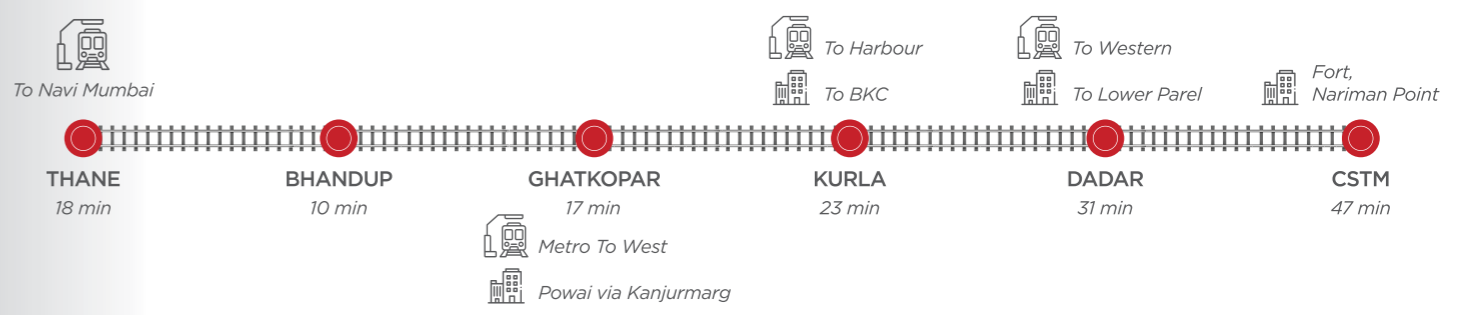 To Navi Mumbai
To Harbour
To BKC
To Western
To Lower Parel
Fort,
Nariman Point
THANE
18 min
BHANDUP
10 min
GHATKOPAR
17 min
Metro To West
Powai via Kanjurmarg
KURLA
23 min
DADAR
31 min
CSTM
47 min